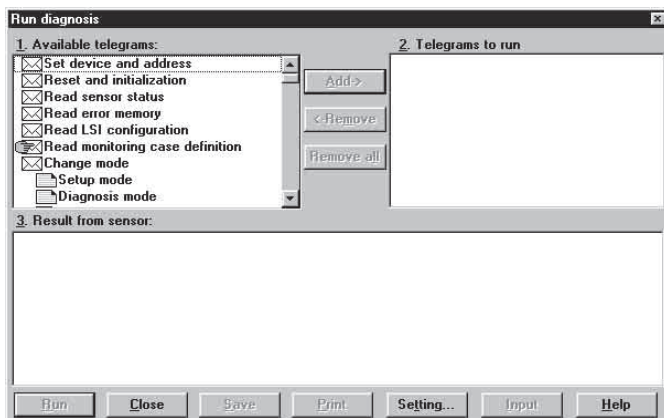 Run diagnosis
1. Available telegrams:
Set device and address
Reset and initialization
Read sensor status
Read error memory
Read LSI configuration
Read monitoring case definition
Change mode
Setup mode
Diagnosis mode
Add->
<-Remove
Remove all
2. Telegrams to run
3. Result from sensor:
Run
Close
Save
Print
Setting...
Input
Help